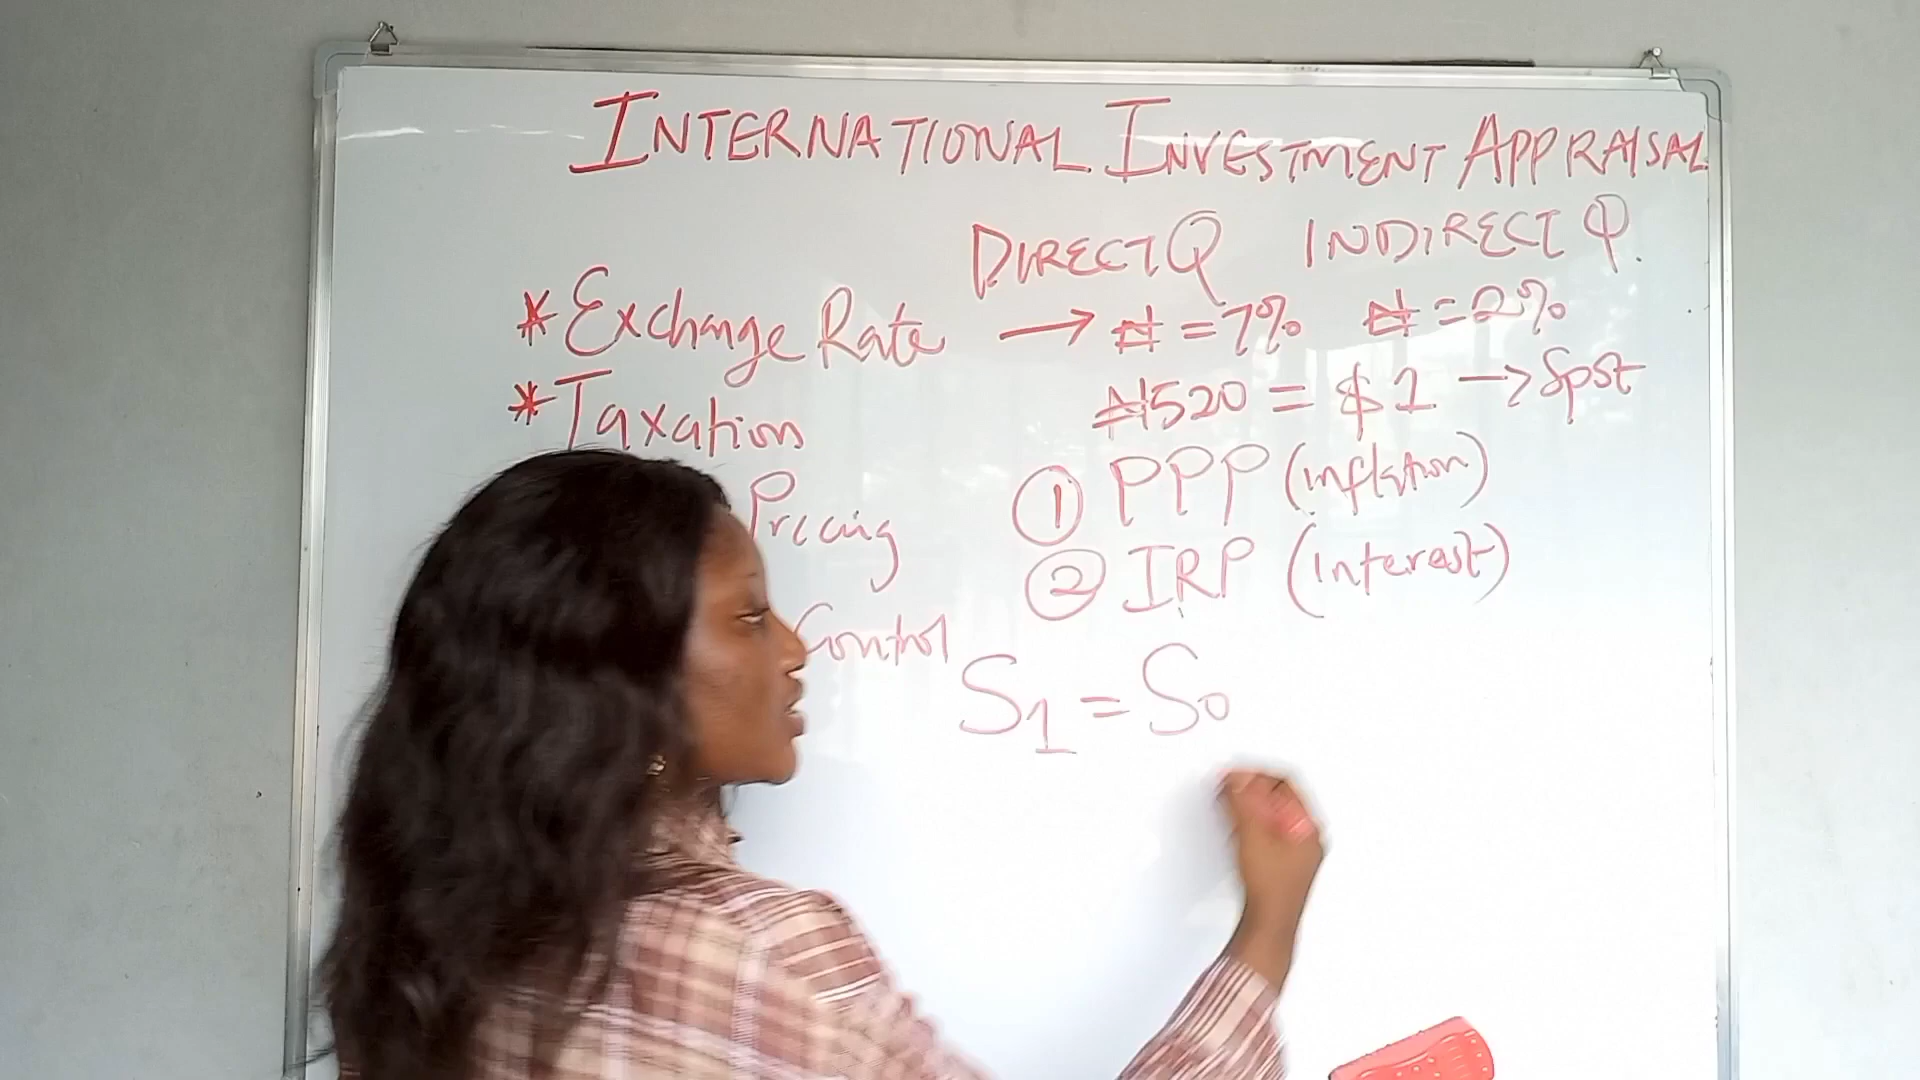 INTERNATIONAL INVESTMENT APPRAISAL
DIRECT Q INDIRECT Q.
* Exchange Rate → ₦ = 7% ₦ = 2%
* Taxation ₦520 = $1 → Spot
Pricing ① PPP (inflation)
② IRP (interest)
Control
S₁ = S₀